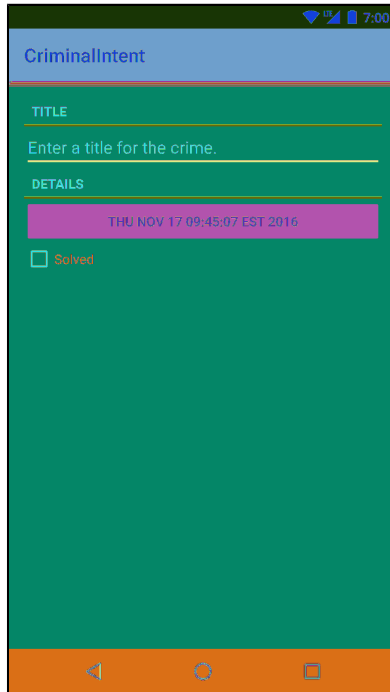 LTE 7:00
CriminalIntent
TITLE
Enter a title for the crime.
DETAILS
THU NOV 17 09:45:07 EST 2016
Solved